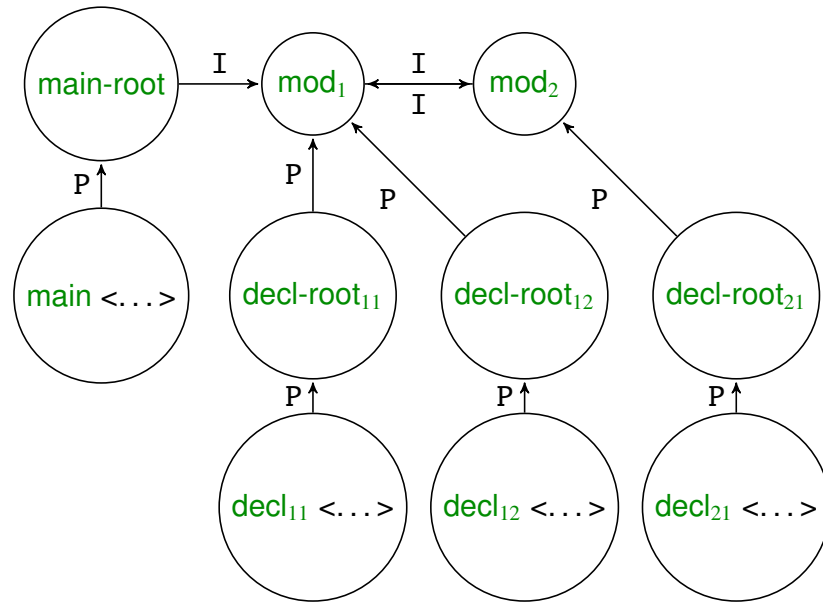 main-root I mod₁ I I mod₂
P P P P
main <...> decl-root₁₁ decl-root₁₂ decl-root₂₁
P P P
decl₁₁ <...> decl₁₂ <...> decl₂₁ <...>